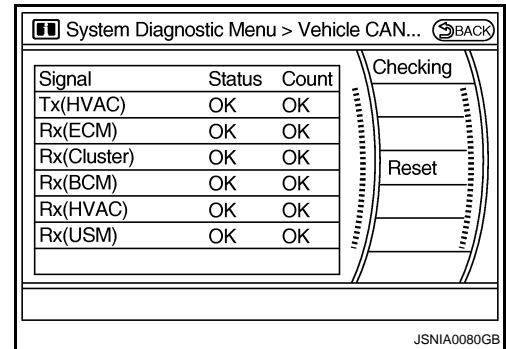 System Diagnostic Menu > Vehicle CAN... BACK
Checking
Signal Status Count
Tx(HVAC) OK OK
Rx(ECM) OK OK
Rx(Cluster) OK OK
Rx(BCM) OK OK
Reset
Rx(HVAC) OK OK
Rx(USM) OK OK
JSNIA0080GB